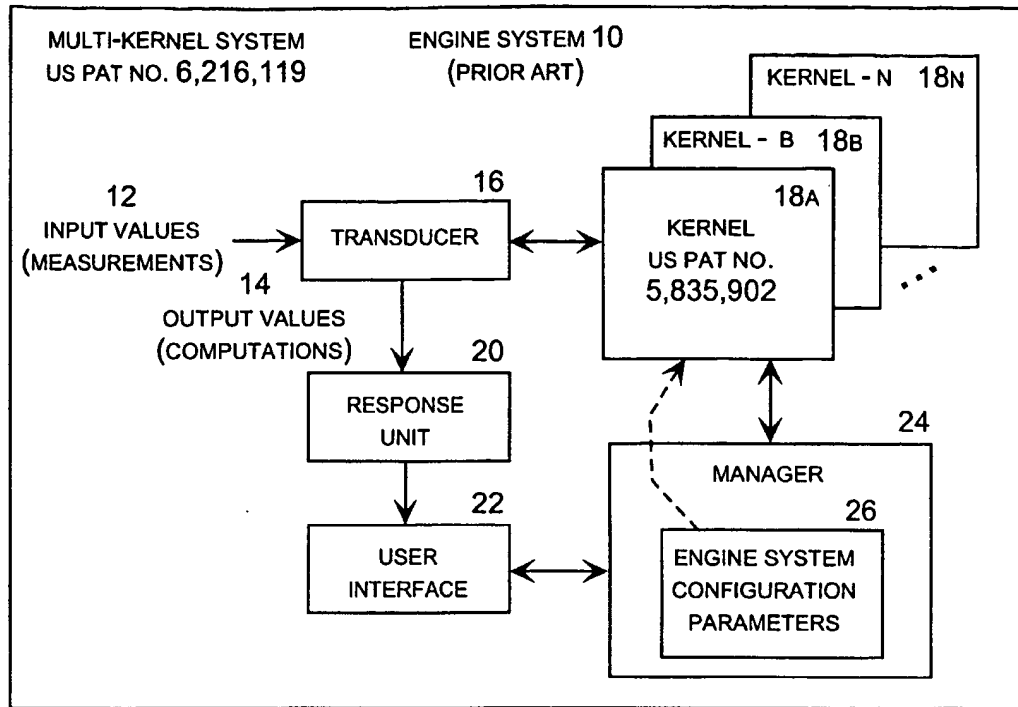 MULTI-KERNEL SYSTEM
US PAT NO. 6,216,119
ENGINE SYSTEM 10
(PRIOR ART)
KERNEL - N 18N
KERNEL - B 18B
18A
KERNEL
US PAT NO.
5,835,902
12
INPUT VALUES
(MEASUREMENTS)
16
TRANSDUCER
14
OUTPUT VALUES
(COMPUTATIONS)
20
RESPONSE
UNIT
22
USER
INTERFACE
24
MANAGER
26
ENGINE SYSTEM
CONFIGURATION
PARAMETERS